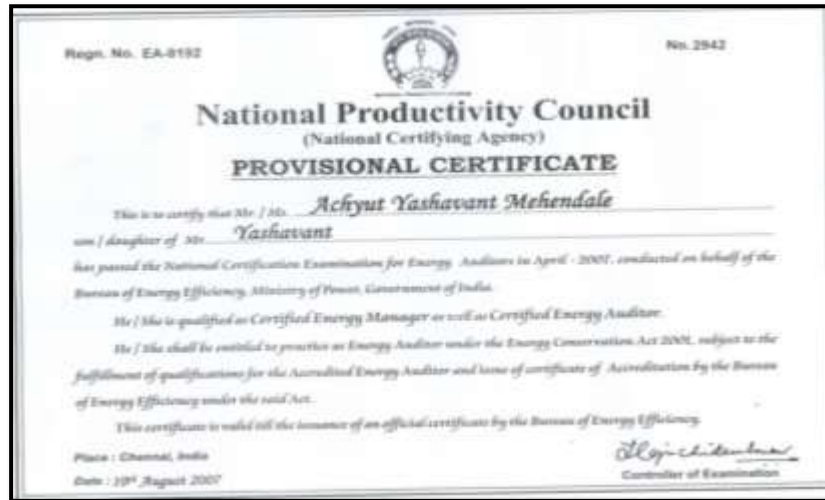 Regn. No. EA-8192
No. 2942
National Productivity Council
(National Certifying Agency)
PROVISIONAL CERTIFICATE
This is to certify that Mr / Ms. Achyut Yashavant Mehendale
son / daughter of Mr Yashavant
has passed the National Certification Examination for Energy Auditors in April - 2007, conducted on behalf of the
Bureau of Energy Efficiency, Ministry of Power, Government of India.
He / She is qualified as Certified Energy Manager as well as Certified Energy Auditor.
He / She shall be entitled to practice as Energy Auditor under the Energy Conservation Act 2001, subject to the
fulfillment of qualifications for the Accredited Energy Auditor and issue of certificate of Accreditation by the Bureau
of Energy Efficiency under the said Act.
This certificate is valid till the issuance of an official certificate by the Bureau of Energy Efficiency.
Place : Chennai, India
Controller of Examination
Date : 10th August 2007